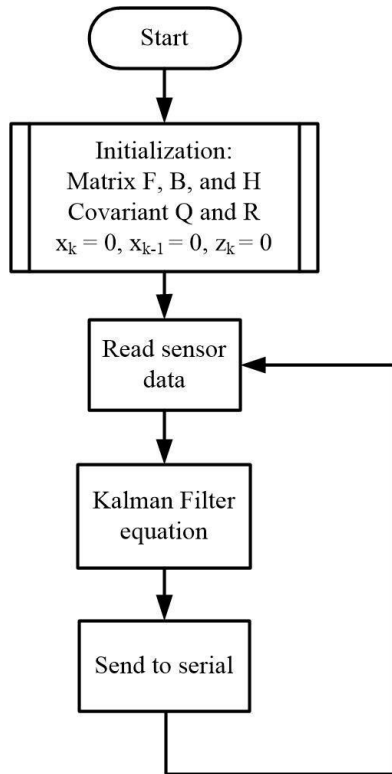 Start
Initialization:
Matrix F, B, and H
Covariant Q and R
xₖ = 0, xₖ₋₁ = 0, zₖ = 0
Read sensor
data
Kalman Filter
equation
Send to serial